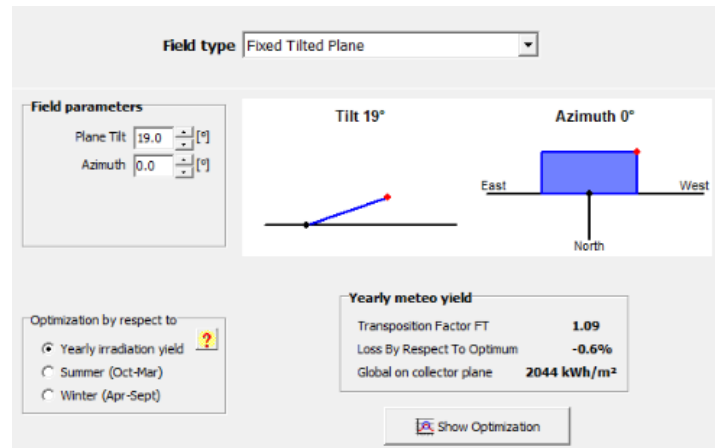 Field type Fixed Tilted Plane
Field parameters
Plane Tilt 19.0 [°]
Azimuth 0.0 [°]
Tilt 19°
Azimuth 0°
East
West
North
Optimization by respect to
?
Yearly irradiation yield
Summer (Oct-Mar)
Winter (Apr-Sept)
Yearly meteo yield
Transposition Factor FT 1.09
Loss By Respect To Optimum -0.6%
Global on collector plane 2044 kWh/m²
Show Optimization